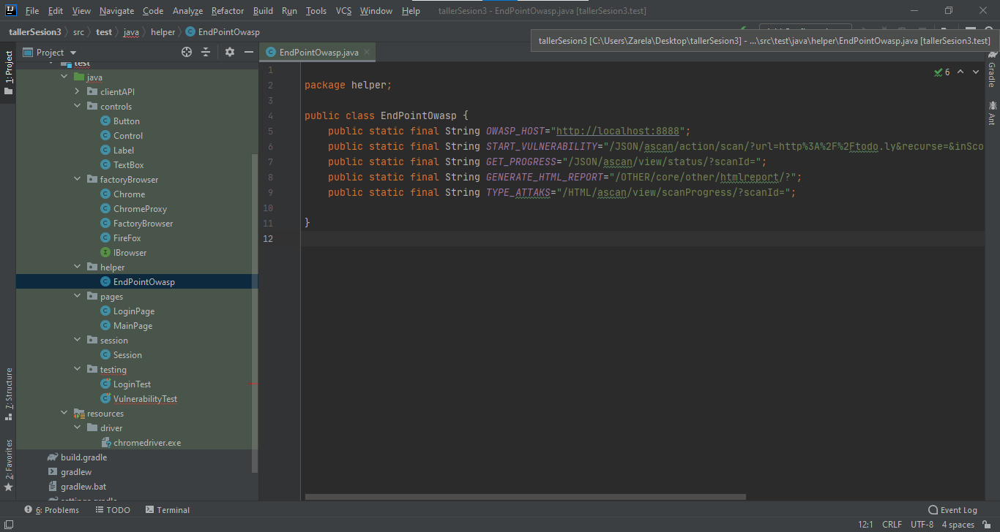 File Edit View Navigate Code Analyze Refactor Build Run Tools VCS Window Help tallerSesion3 - EndPointOwasp.java [tallerSesion3.test]
tallerSesion3 src test java helper EndPointOwasp
tallerSesion3 [C:\Users\Zarela\Desktop\tallerSesion3] - ...\src\test\java\helper\EndPointOwasp.java [tallerSesion3.test]
Project
EndPointOwasp.java
1: Project
7: Structure
2: Favorites
test
java
clientAPI
controls
Button
Control
Label
TextBox
factoryBrowser
Chrome
ChromeProxy
FactoryBrowser
FireFox
IBrowser
helper
EndPointOwasp
pages
LoginPage
MainPage
session
Session
testing
LoginTest
VulnerabilityTest
resources
driver
chromedriver.exe
build.gradle
gradlew
gradlew.bat
1
2 package helper;
3
4 public class EndPointOwasp {
5 public static final String OWASP_HOST="http://localhost:8888";
6 public static final String START_VULNERABILITY="/JSON/ascan/action/scan/?url=http%3A%2F%2Ftodo.ly&recurse=&inSco
7 public static final String GET_PROGRESS="/JSON/ascan/view/status/?scanId=";
8 public static final String GENERATE_HTML_REPORT="/OTHER/core/other/htmlreport/?";
9 public static final String TYPE_ATTAKS="/HTML/ascan/view/scanProgress/?scanId=";
10
11 }
12
6
Gradle
Ant
6: Problems TODO Terminal Event Log
12:1 CRLF UTF-8 4 spaces